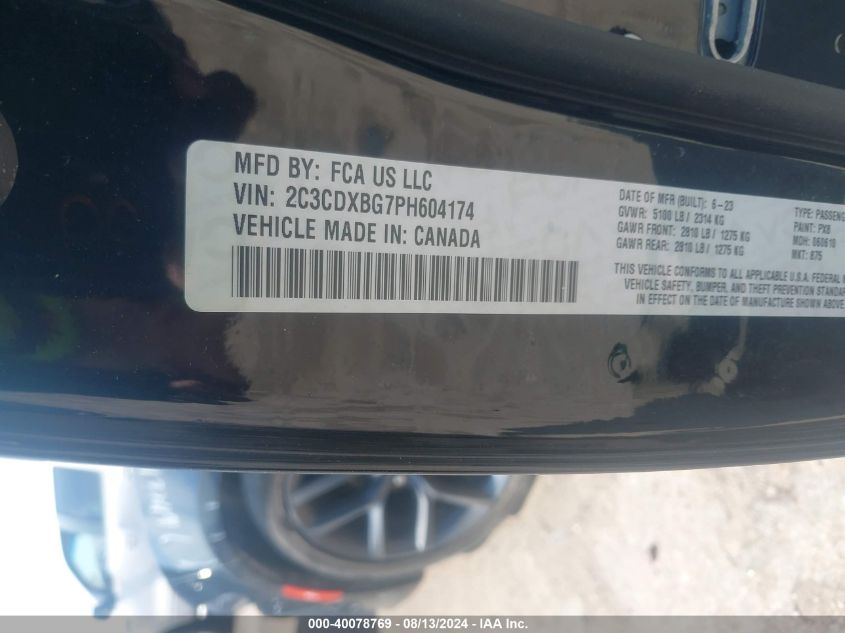 MFD BY: FCA US LLC
VIN: 2C3CDXBG7PH604174
VEHICLE MADE IN: CANADA
DATE OF MFR (BUILT): 6-23
GVWR: 5100 LB / 2314 KG
GAWR FRONT: 2810 LB / 1275 KG
GAWR REAR: 2810 LB / 1275 KG
TYPE: PASSENG
PAINT: PX8
MDH: 060610
MKT: 875
THIS VEHICLE CONFORMS TO ALL APPLICABLE U.S.A. FEDERAL
VEHICLE SAFETY, BUMPER, AND THEFT PREVENTION STANDAR
IN EFFECT ON THE DATE OF MANUFACTURE SHOWN ABOVE
000-40078769 - 08/13/2024 - IAA Inc.